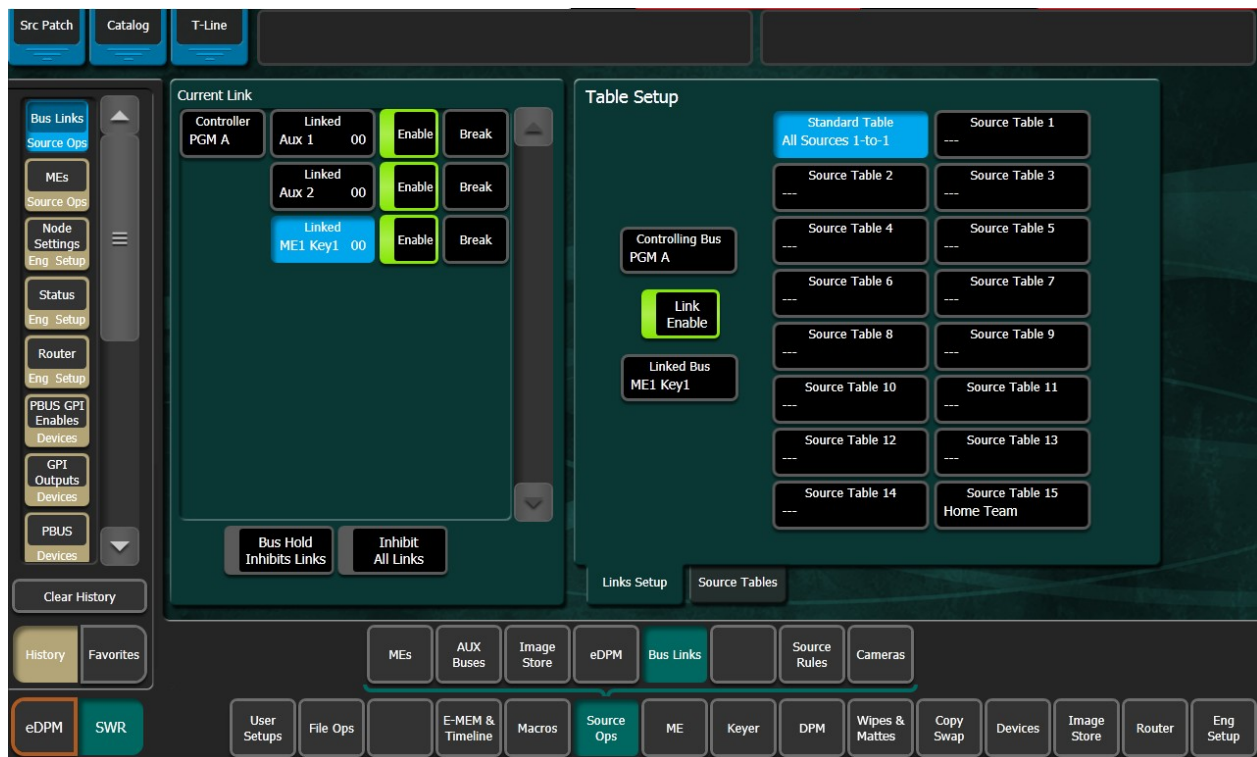 Src Patch
Catalog
T-Line
Bus Links
Source Ops
MEs
Source Ops
Node
Settings
Eng Setup
Status
Eng Setup
Router
Eng Setup
PBUS GPI
Enables
Devices
GPI
Outputs
Devices
PBUS
Devices
Clear History
History
Favorites
eDPM
SWR
Current Link
Controller
PGM A
Linked
Aux 1 00
Enable
Break
Linked
Aux 2 00
Enable
Break
Linked
ME1 Key1 00
Enable
Break
Bus Hold
Inhibits Links
Inhibit
All Links
Table Setup
Controlling Bus
PGM A
Link
Enable
Linked Bus
ME1 Key1
Standard Table
All Sources 1-to-1
Source Table 1
---
Source Table 2
---
Source Table 3
---
Source Table 4
---
Source Table 5
---
Source Table 6
---
Source Table 7
---
Source Table 8
---
Source Table 9
---
Source Table 10
---
Source Table 11
---
Source Table 12
---
Source Table 13
---
Source Table 14
---
Source Table 15
Home Team
Links Setup
Source Tables
MEs
AUX
Buses
Image
Store
eDPM
Bus Links
Source
Rules
Cameras
User
Setups
File Ops
E-MEM &
Timeline
Macros
Source
Ops
ME
Keyer
DPM
Wipes &
Mattes
Copy
Swap
Devices
Image
Store
Router
Eng
Setup